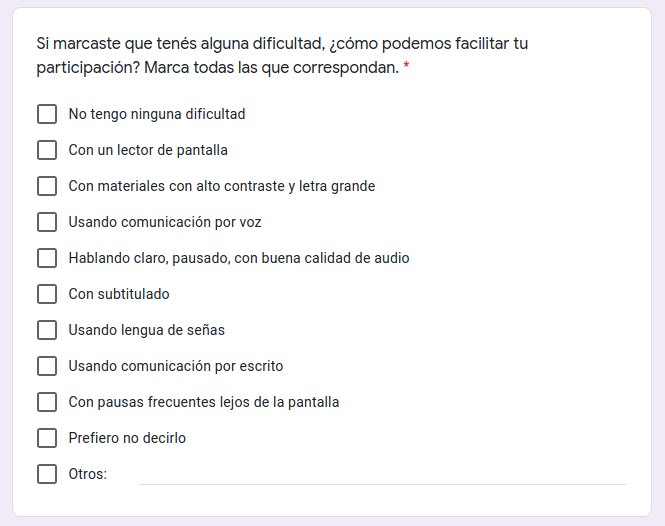 Si marcaste que tenés alguna dificultad, ¿cómo podemos facilitar tu
participación? Marca todas las que correspondan. *
No tengo ninguna dificultad
Con un lector de pantalla
Con materiales con alto contraste y letra grande
Usando comunicación por voz
Hablando claro, pausado, con buena calidad de audio
Con subtitulado
Usando lengua de señas
Usando comunicación por escrito
Con pausas frecuentes lejos de la pantalla
Prefiero no decirlo
Otros: